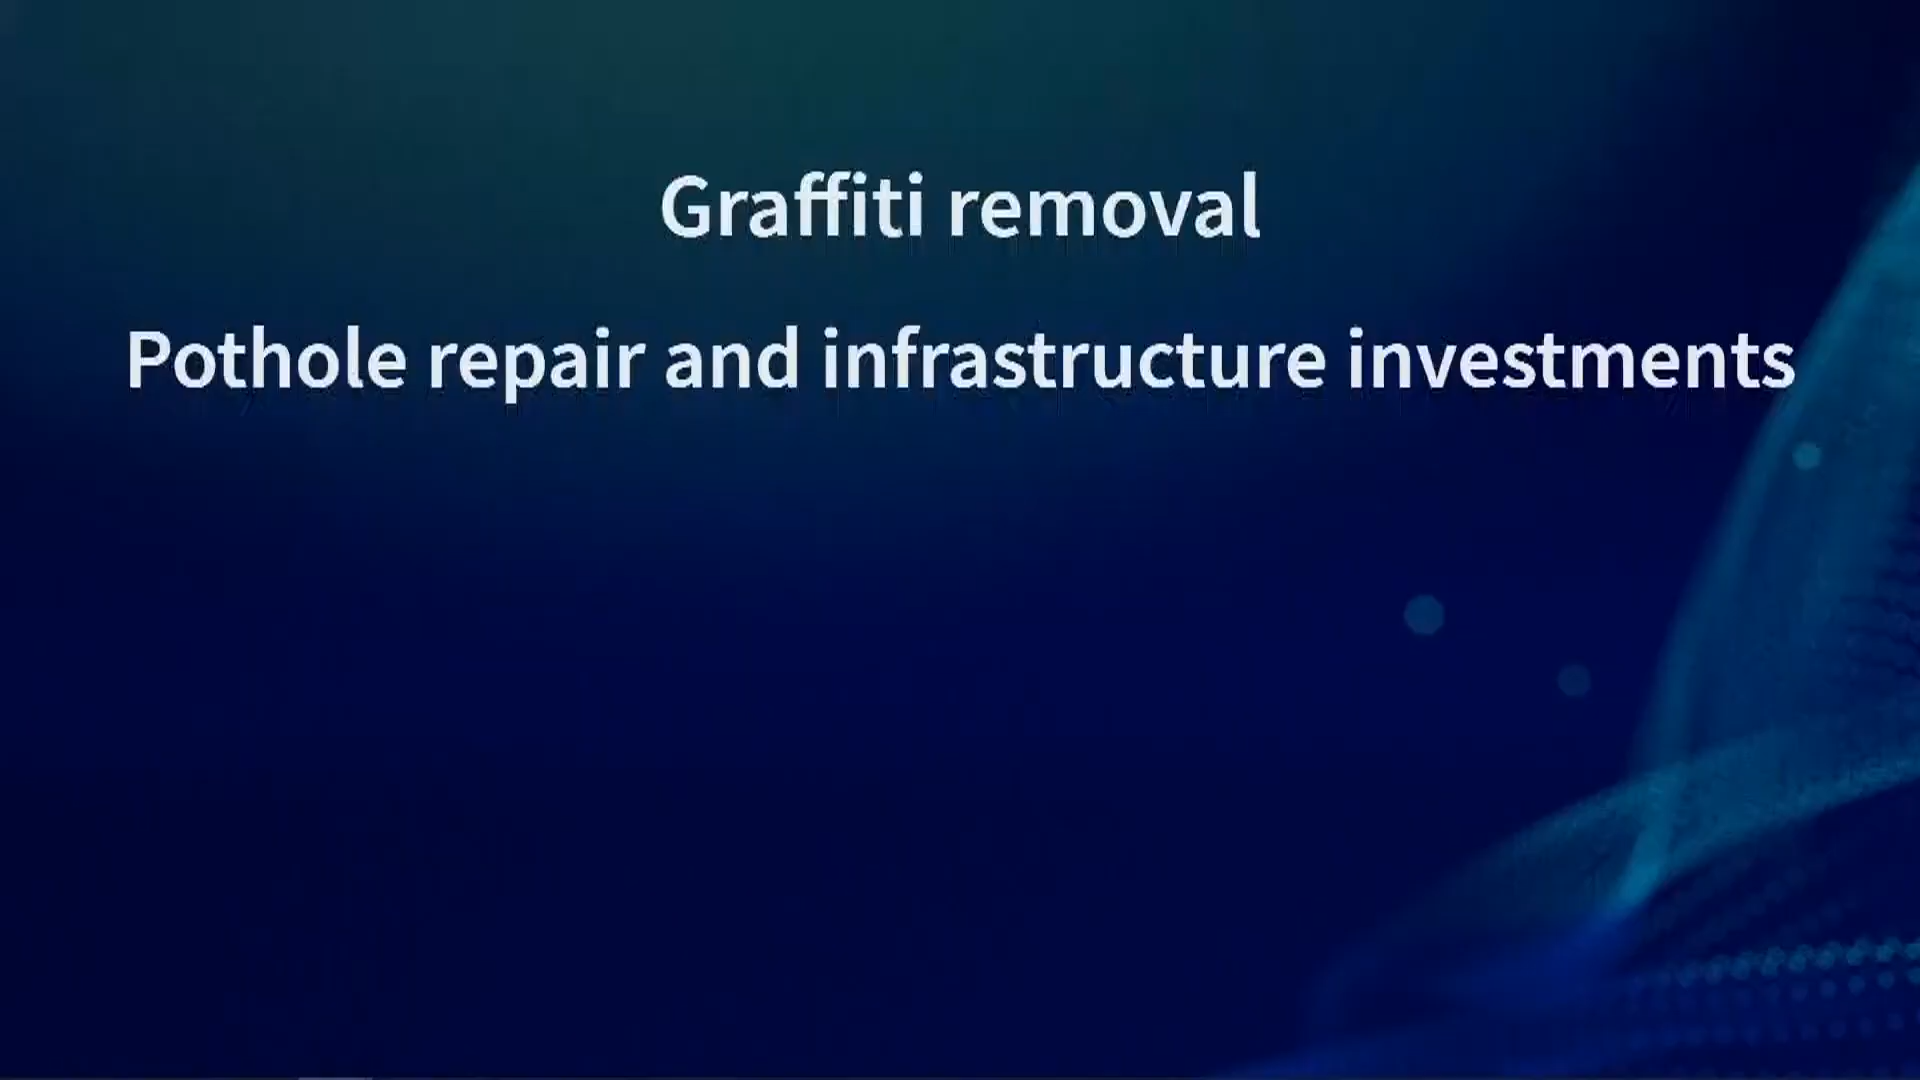 Graffiti removal
Pothole repair and infrastructure investments